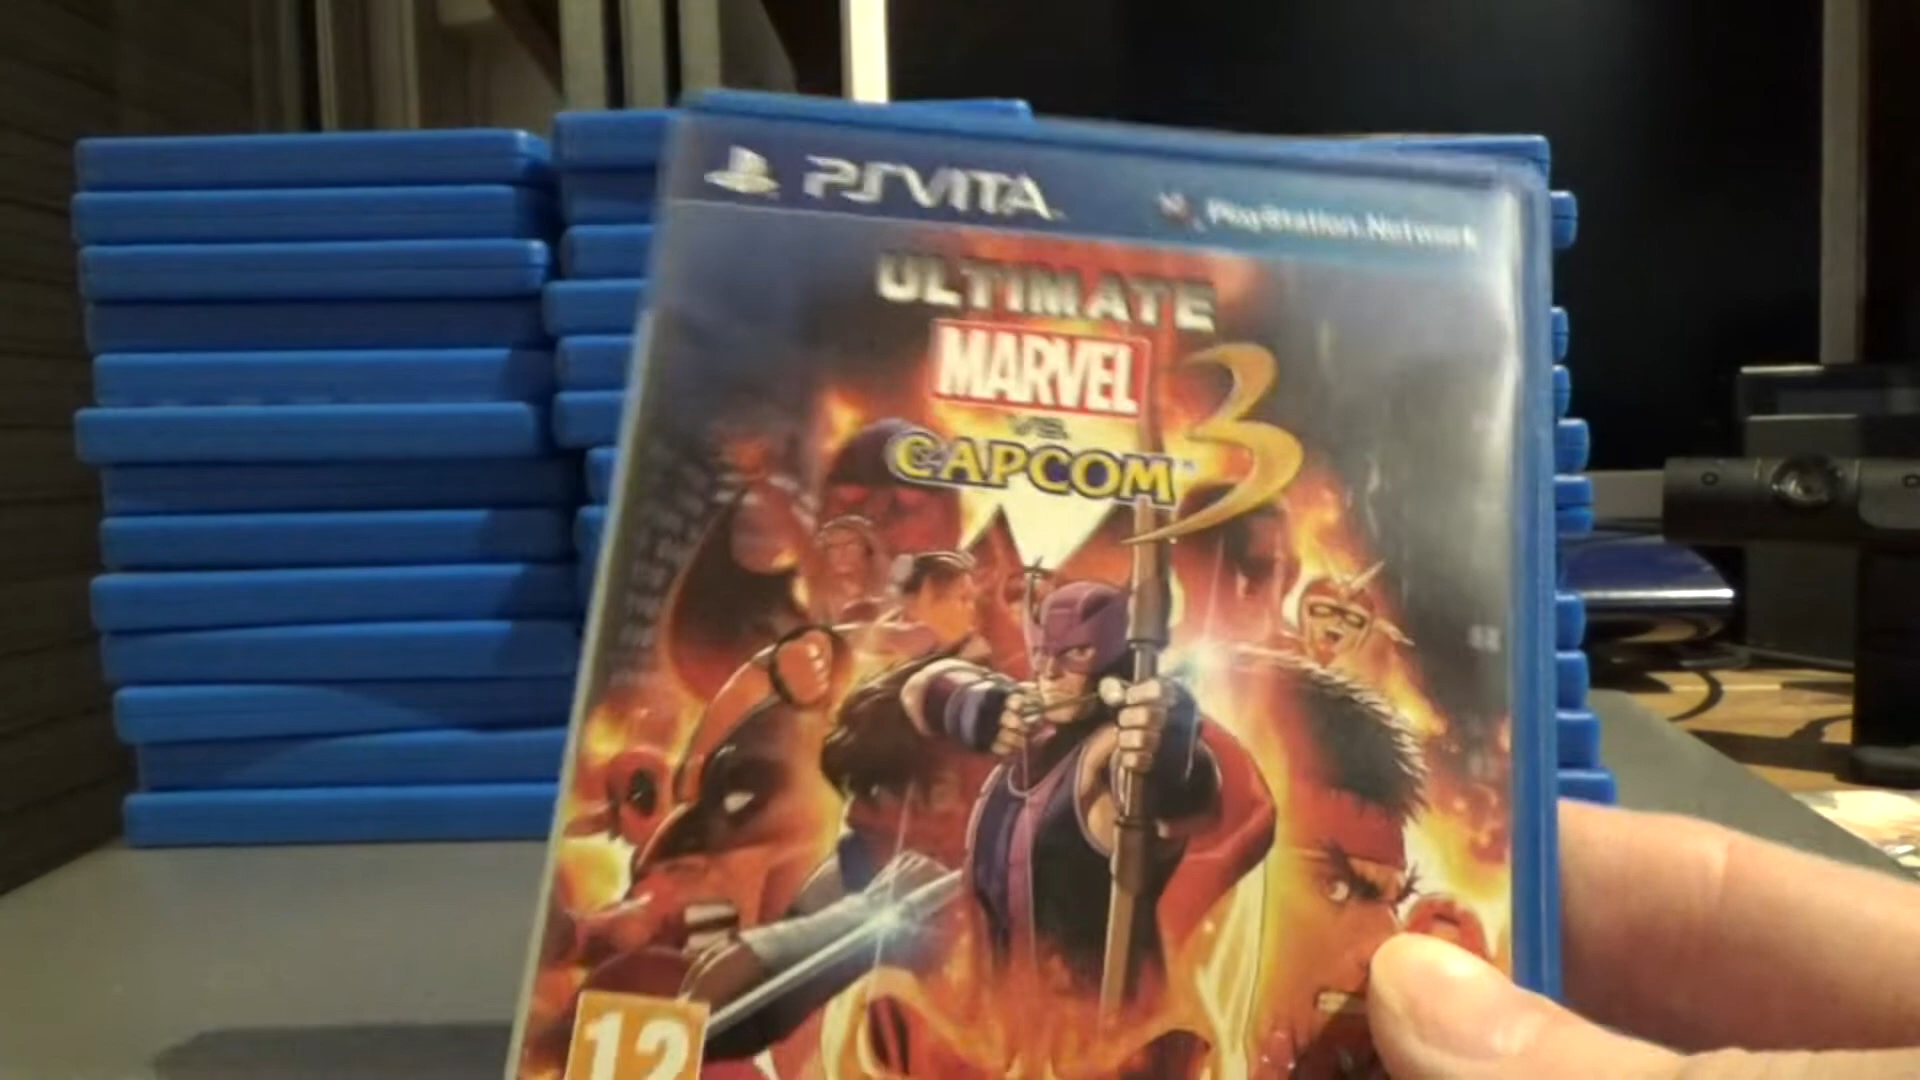 PSVITA
PlayStation Network
ULTIMATE
MARVEL
VS.
CAPCOM 3
12